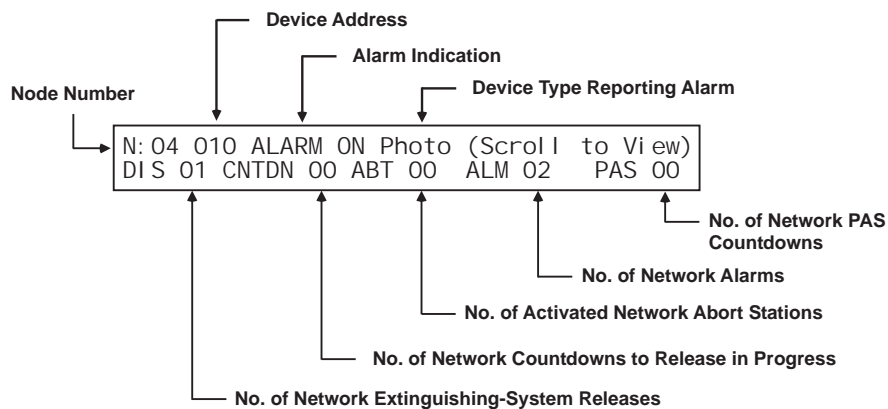 Device Address
Alarm Indication
Device Type Reporting Alarm
Node Number
N:04 010 ALARM ON Photo (Scroll to View)
DIS 01 CNTDN 00 ABT 00 ALM 02 PAS 00
No. of Network PAS
Countdowns
No. of Network Alarms
No. of Activated Network Abort Stations
No. of Network Countdowns to Release in Progress
No. of Network Extinguishing-System Releases